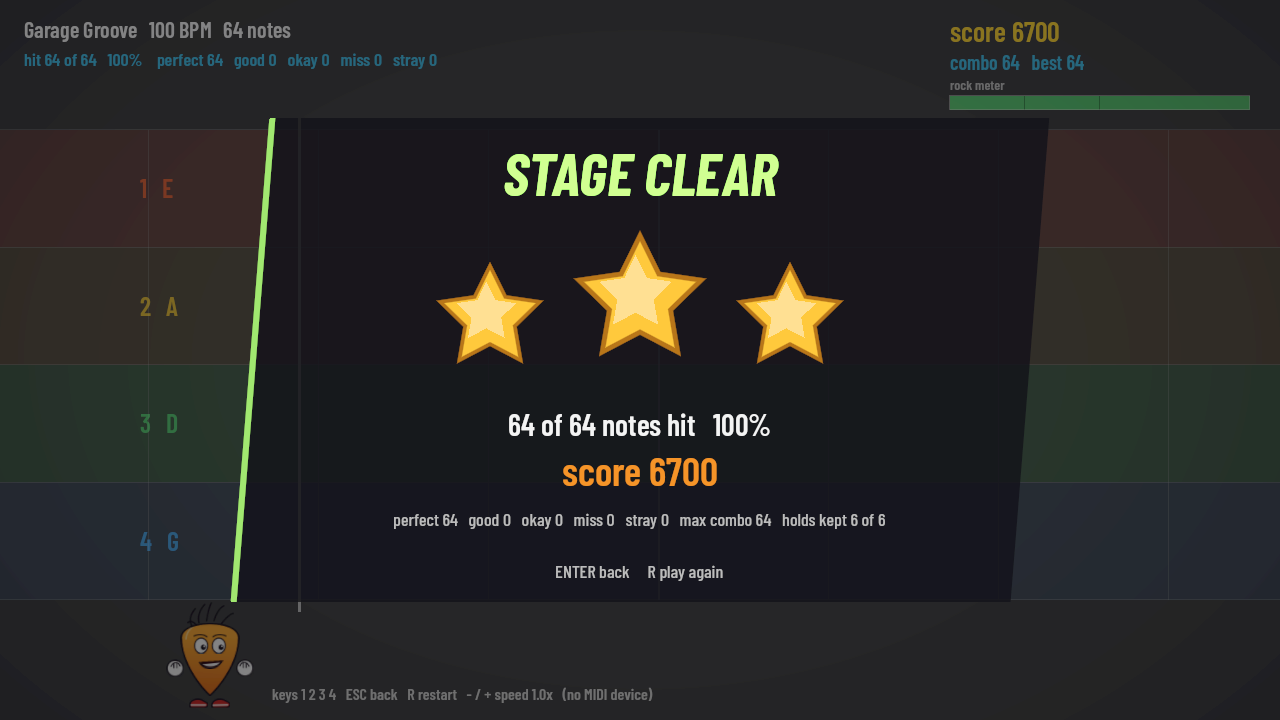 Garage Groove 100 BPM 64 notes
hit 64 of 64 100% perfect 64 good 0 okay 0 miss 0 stray 0
score 6700
combo 64 best 64
rock meter
STAGE CLEAR
1 E
2 A
3 D
4 G
64 of 64 notes hit 100%
score 6700
perfect 64 good 0 okay 0 miss 0 stray 0 max combo 64 holds kept 6 of 6
ENTER back R play again
keys 1 2 3 4 ESC back R restart - / + speed 1.0x (no MIDI device)